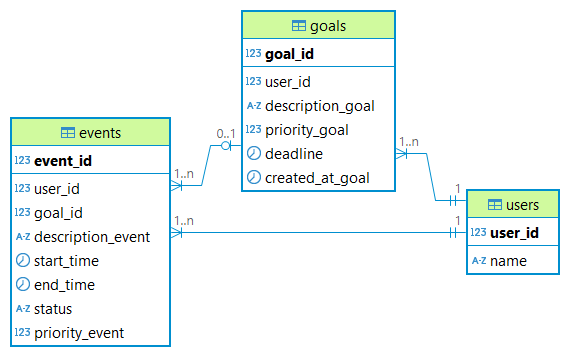 goals
123 goal_id
123 user_id
A-Z description_goal
123 priority_goal
deadline
created_at_goal
events
123 event_id
123 user_id
123 goal_id
A-Z description_event
start_time
end_time
A-Z status
123 priority_event
users
123 user_id
A-Z name
0..1
1..n
1..n
1
1..n
1